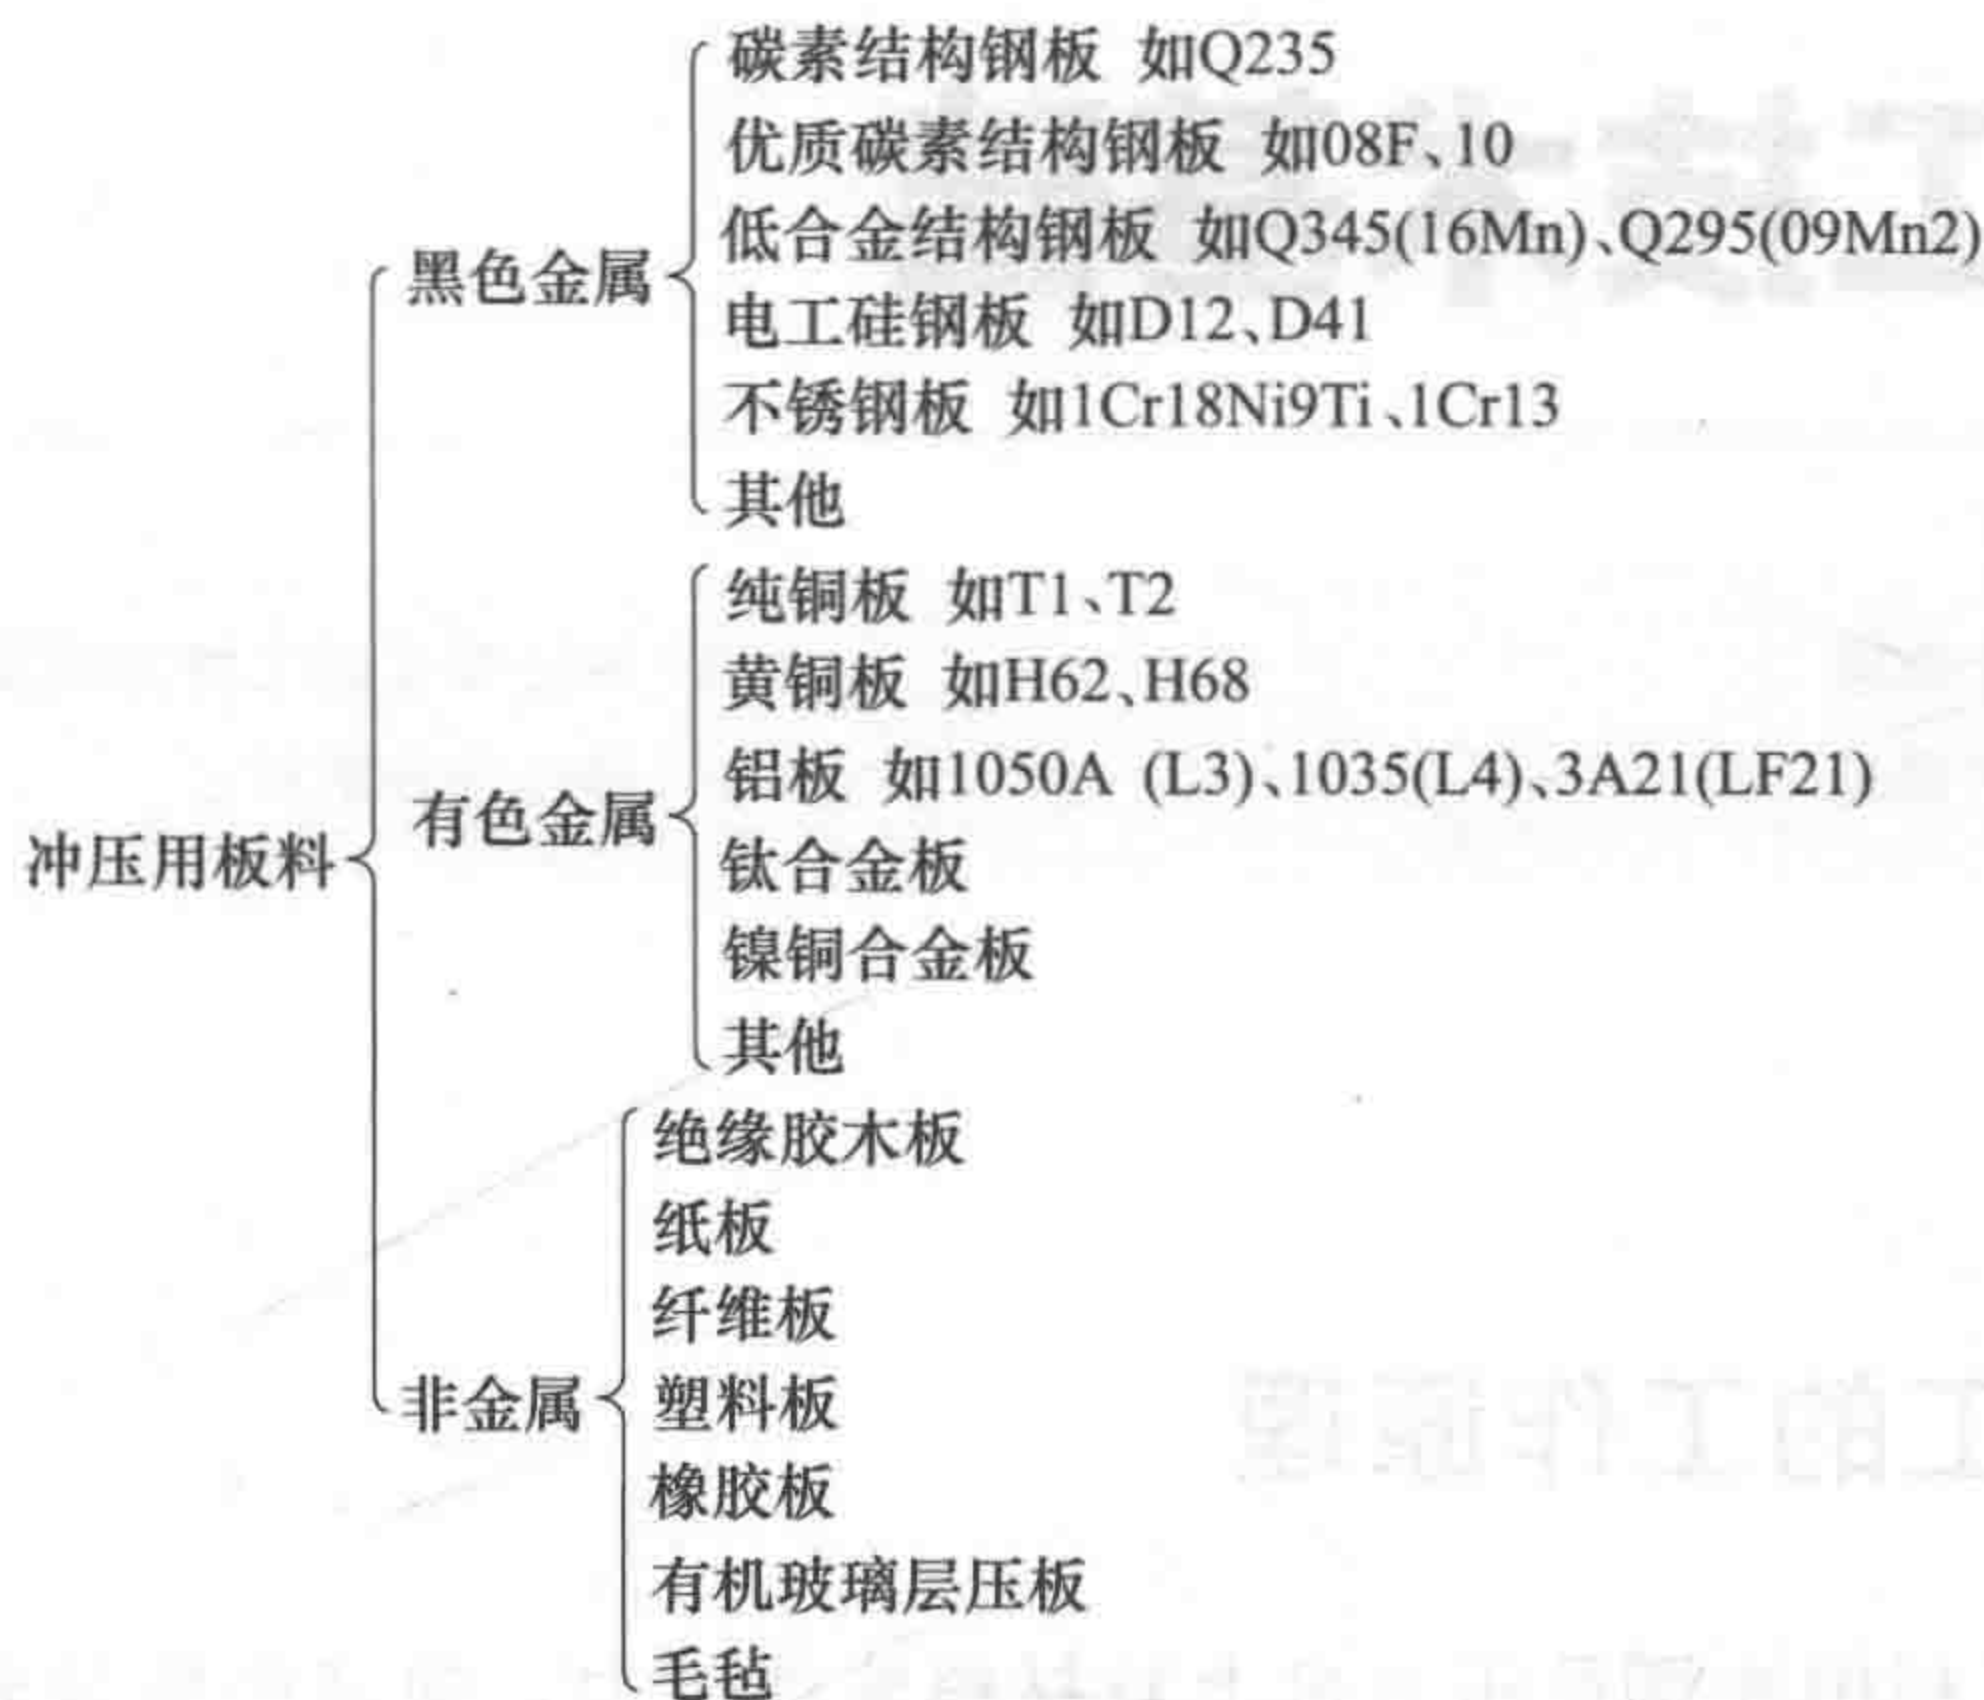 冲压用板料
黑色金属
碳素结构钢板 如Q235
优质碳素结构钢板 如08F、10
低合金结构钢板 如Q345(16Mn)、Q295(09Mn2)
电工硅钢板 如D12、D41
不锈钢板 如1Cr18Ni9Ti、1Cr13
其他
有色金属
纯铜板 如T1、T2
黄铜板 如H62、H68
铝板 如1050A (L3)、1035(L4)、3A21(LF21)
钛合金板
镍铜合金板
其他
非金属
绝缘胶木板
纸板
纤维板
塑料板
橡胶板
有机玻璃层压板
毛毡